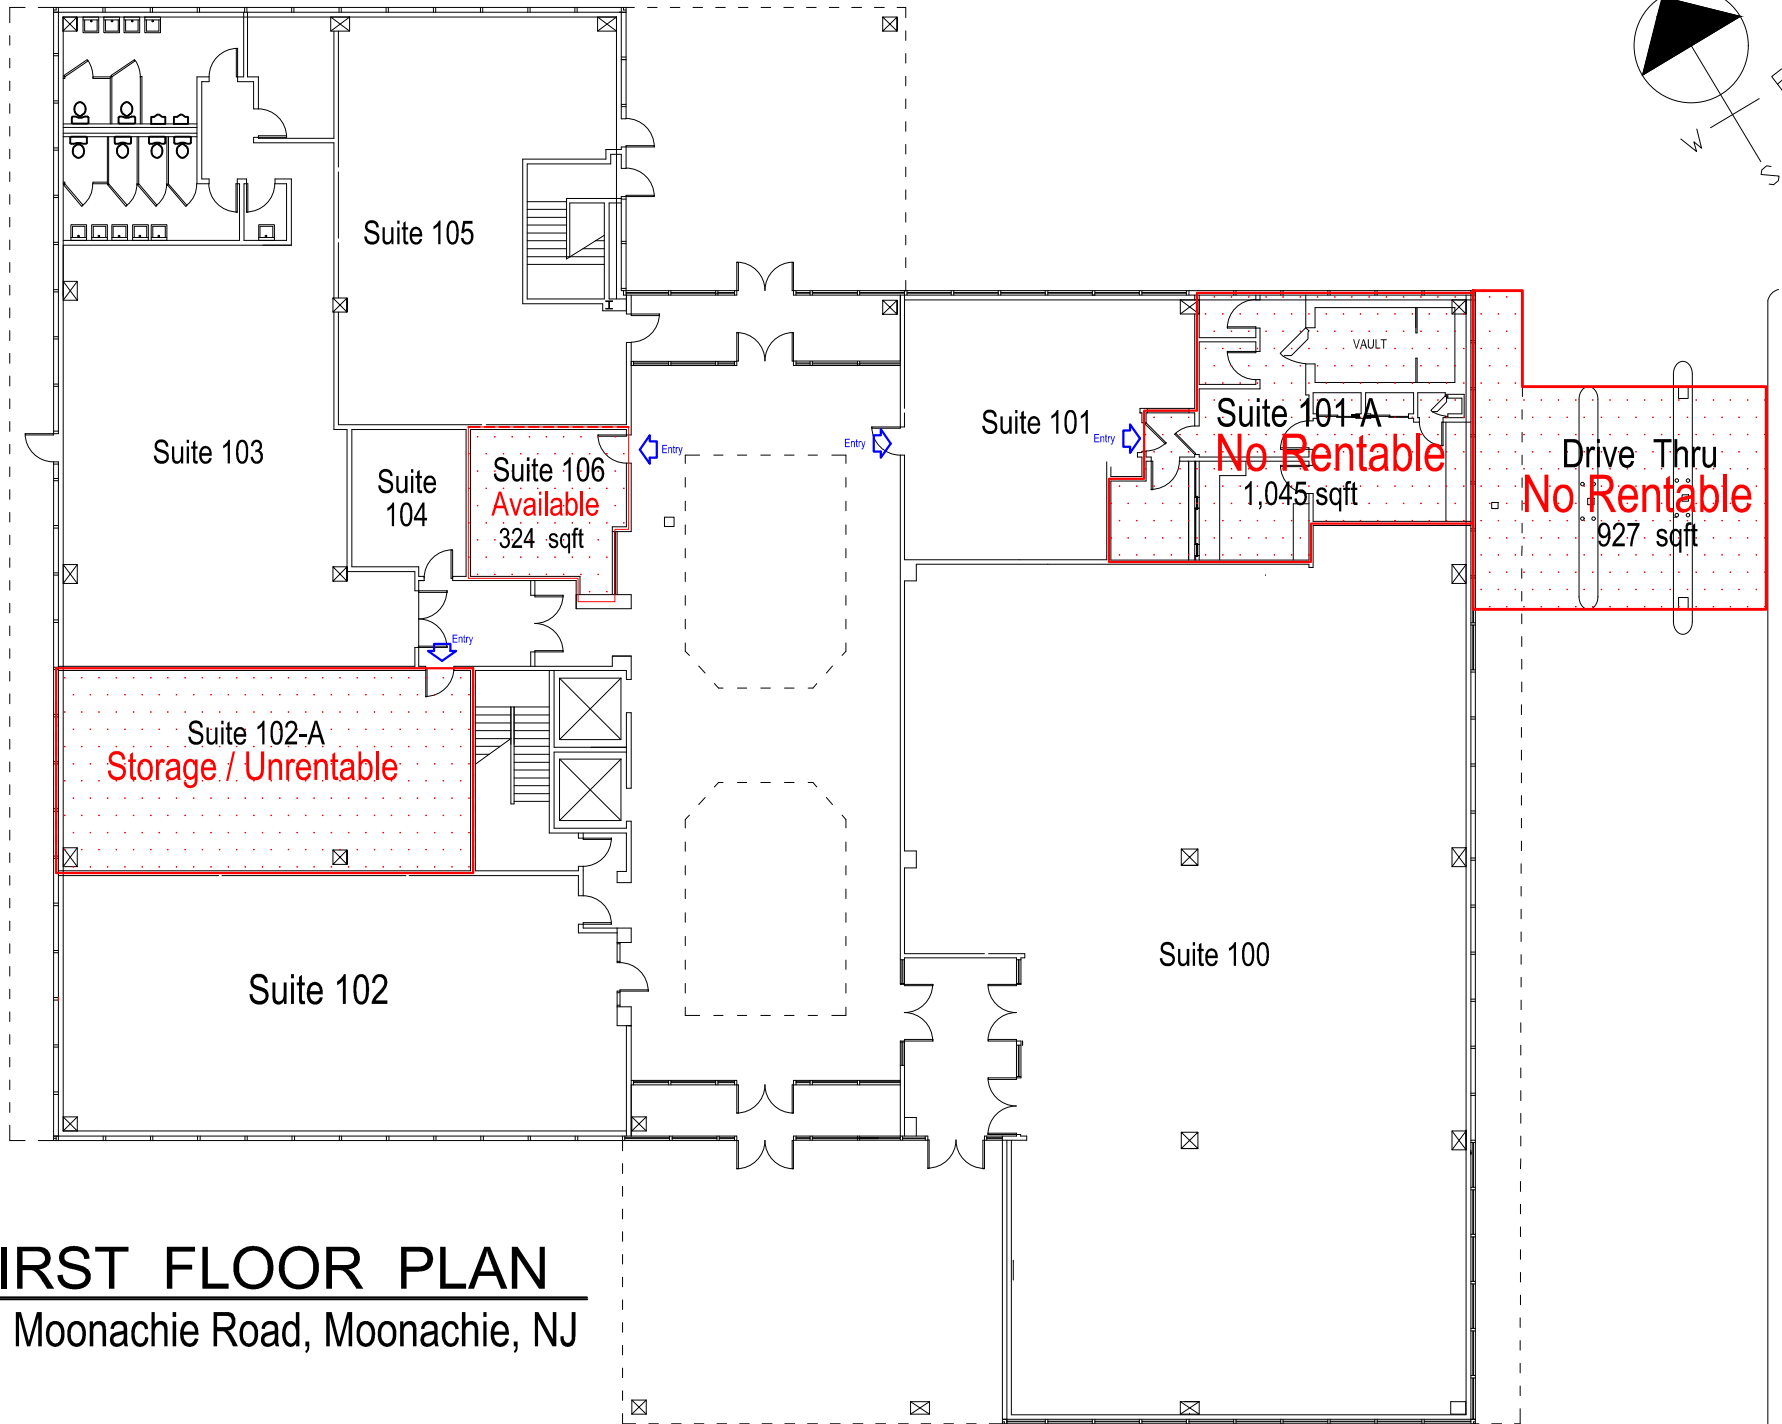 W
S
Suite 105
VAULT
Suite 101-A
No Rentable
1,045 sqft
Suite 101
Entry
Entry
Entry
Suite 103
Suite
104
Suite 106
Available
324 sqft
Drive Thru
No Rentable
927 sqft
Entry
Suite 102-A
Storage / Unrentable
Suite 100
Suite 102
IRST FLOOR PLAN
Moonachie Road, Moonachie, NJ